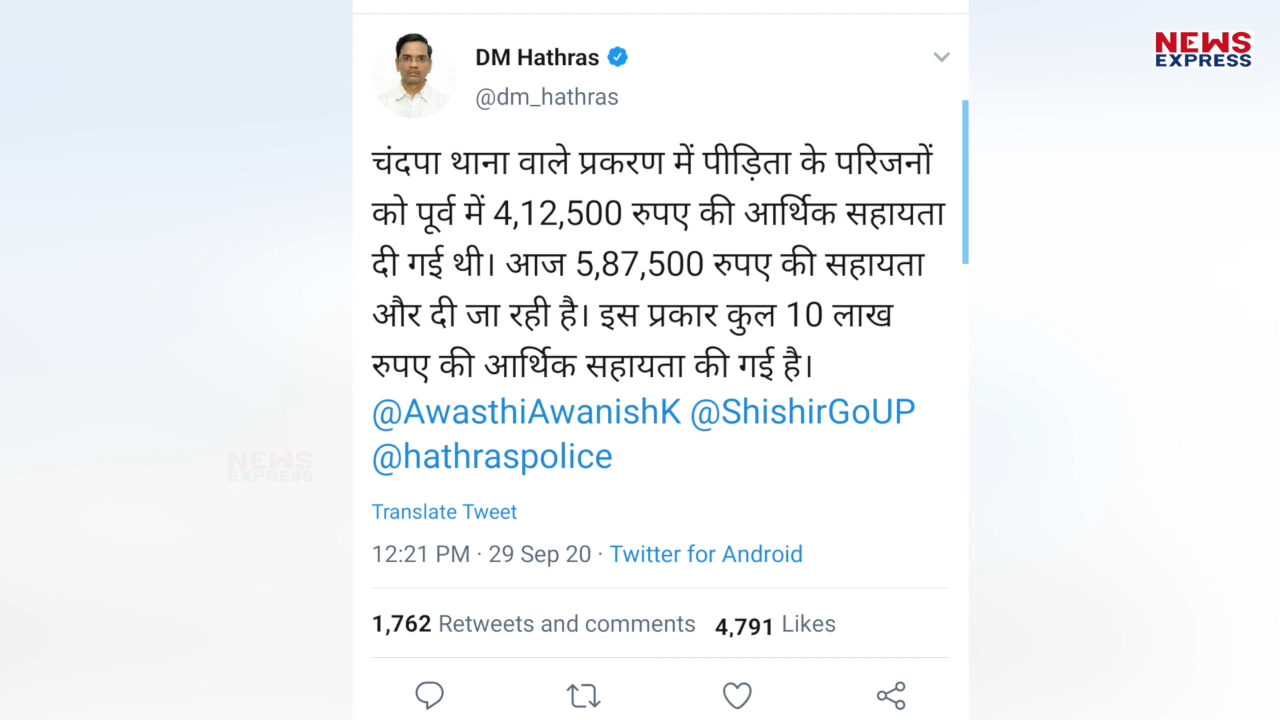 DM Hathras
@dm_hathras
NEWS
EXPRESS
चंदपा थाना वाले प्रकरण में पीड़िता के परिजनों
को पूर्व में 4,12,500 रुपए की आर्थिक सहायता
दी गई थी। आज 5,87,500 रुपए की सहायता
और दी जा रही है। इस प्रकार कुल 10 लाख
रुपए की आर्थिक सहायता की गई है।
@AwasthiAwanishK @ShishirGoUP
@hathraspolice
NEWS
EXPRESS
Translate Tweet
12:21 PM · 29 Sep 20 · Twitter for Android
1,762 Retweets and comments 4,791 Likes